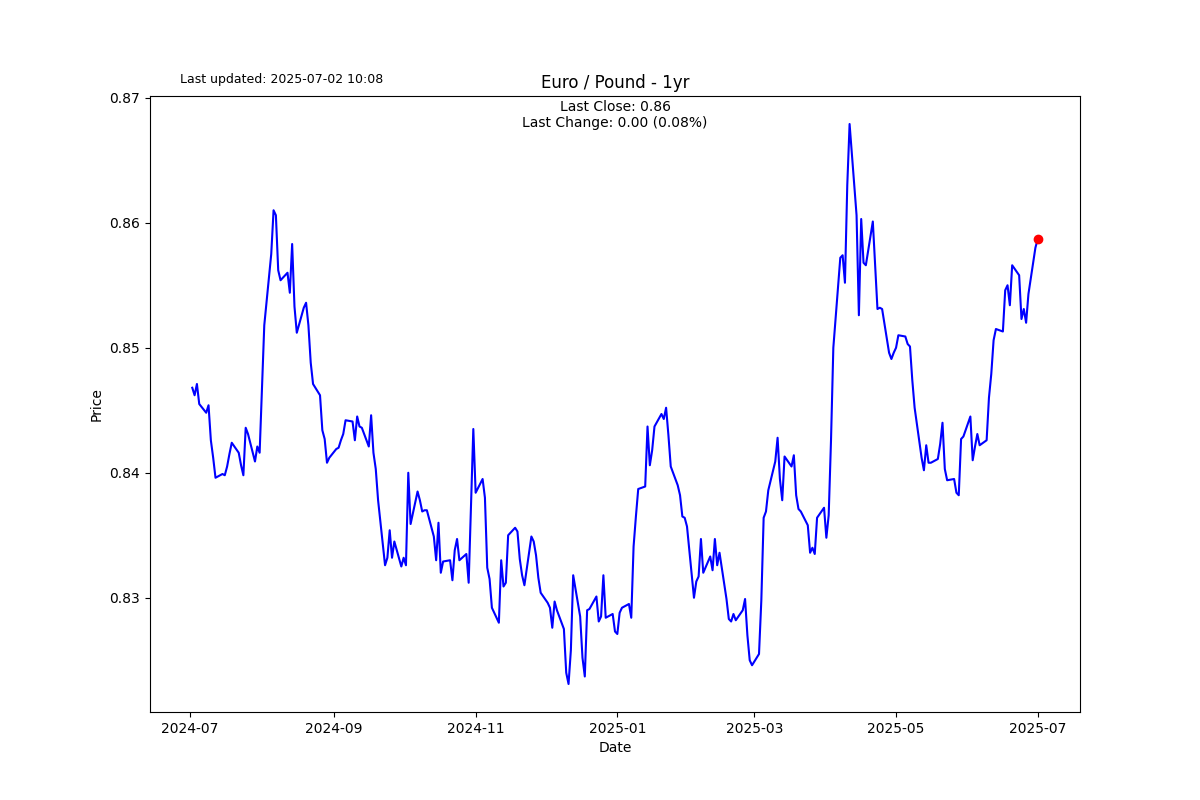 Last updated: 2025-07-02 10:08
Euro / Pound - 1yr
Last Close: 0.86
Last Change: 0.00 (0.08%)
0.87
0.86
0.85
0.84
0.83
Price
2024-07
2024-09
2024-11
2025-01
2025-03
2025-05
2025-07
Date